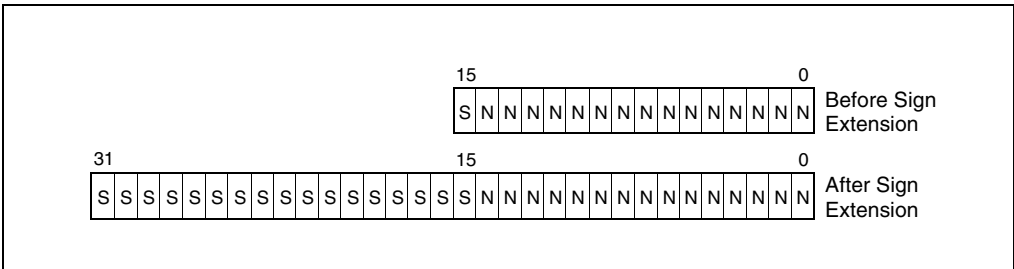 15 0
S N N N N N N N N N N N N N N N Before Sign
Extension
31 15 0
S S S S S S S S S S S S S S S S S N N N N N N N N N N N N N N N After Sign
Extension